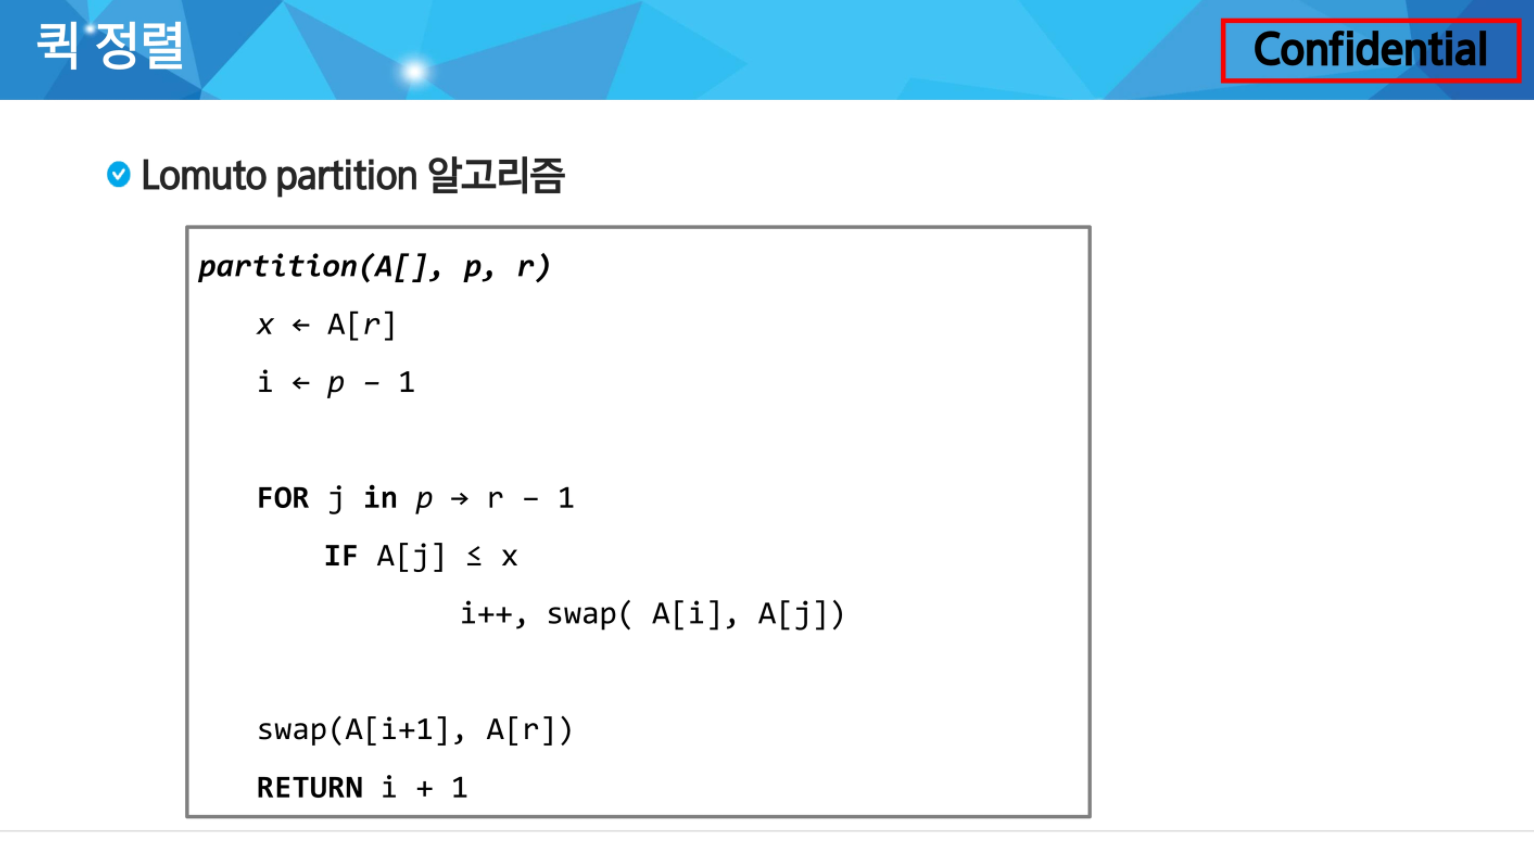 퀵 정렬
Confidential
Lomuto partition 알고리즘
partition(A[], p, r)
x ← A[r]
i ← p – 1
FOR j in p → r – 1
IF A[j] ≤ x
i++, swap( A[i], A[j])
swap(A[i+1], A[r])
RETURN i + 1